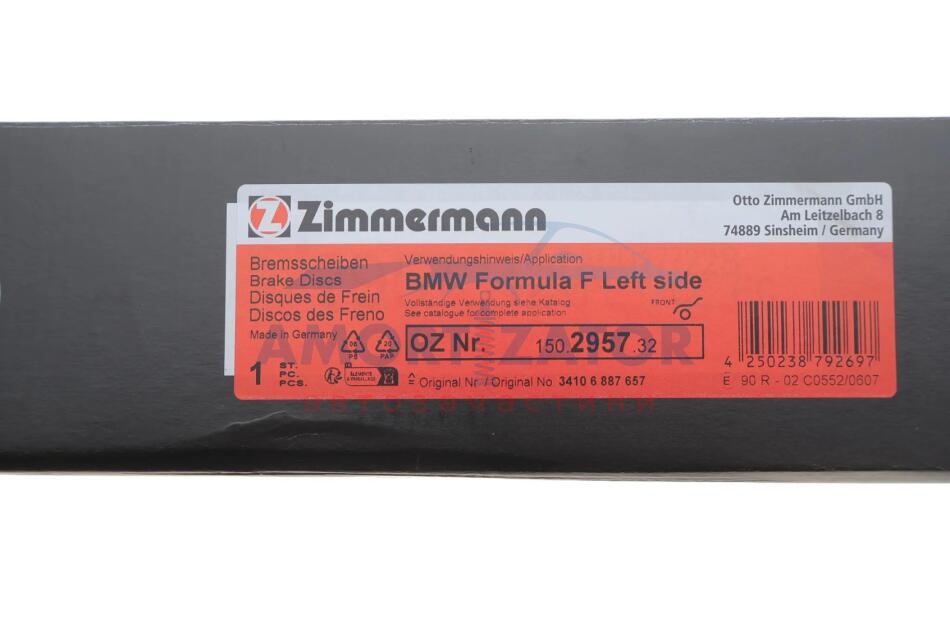 Z Zimmermann
Otto Zimmermann GmbH
Am Leitzelbach 8
74889 Sinsheim / Germany
Bremsscheiben
Brake Discs
Disques de Frein
Discos des Freno
Made in Germany
1 ST.
PC.
PCS.
Verwendungshinweis/Application
BMW Formula F Left side
Vollständige Verwendung siehe Katalog
See catalogue for complete application
FRONT
OZ Nr. 150.2957.32
PAP
≙ Original Nr / Original No 3410 6 887 657
4 250238 792697
E 90 R - 02 C0552/0607
AMORTIZATOR
автозапчастини